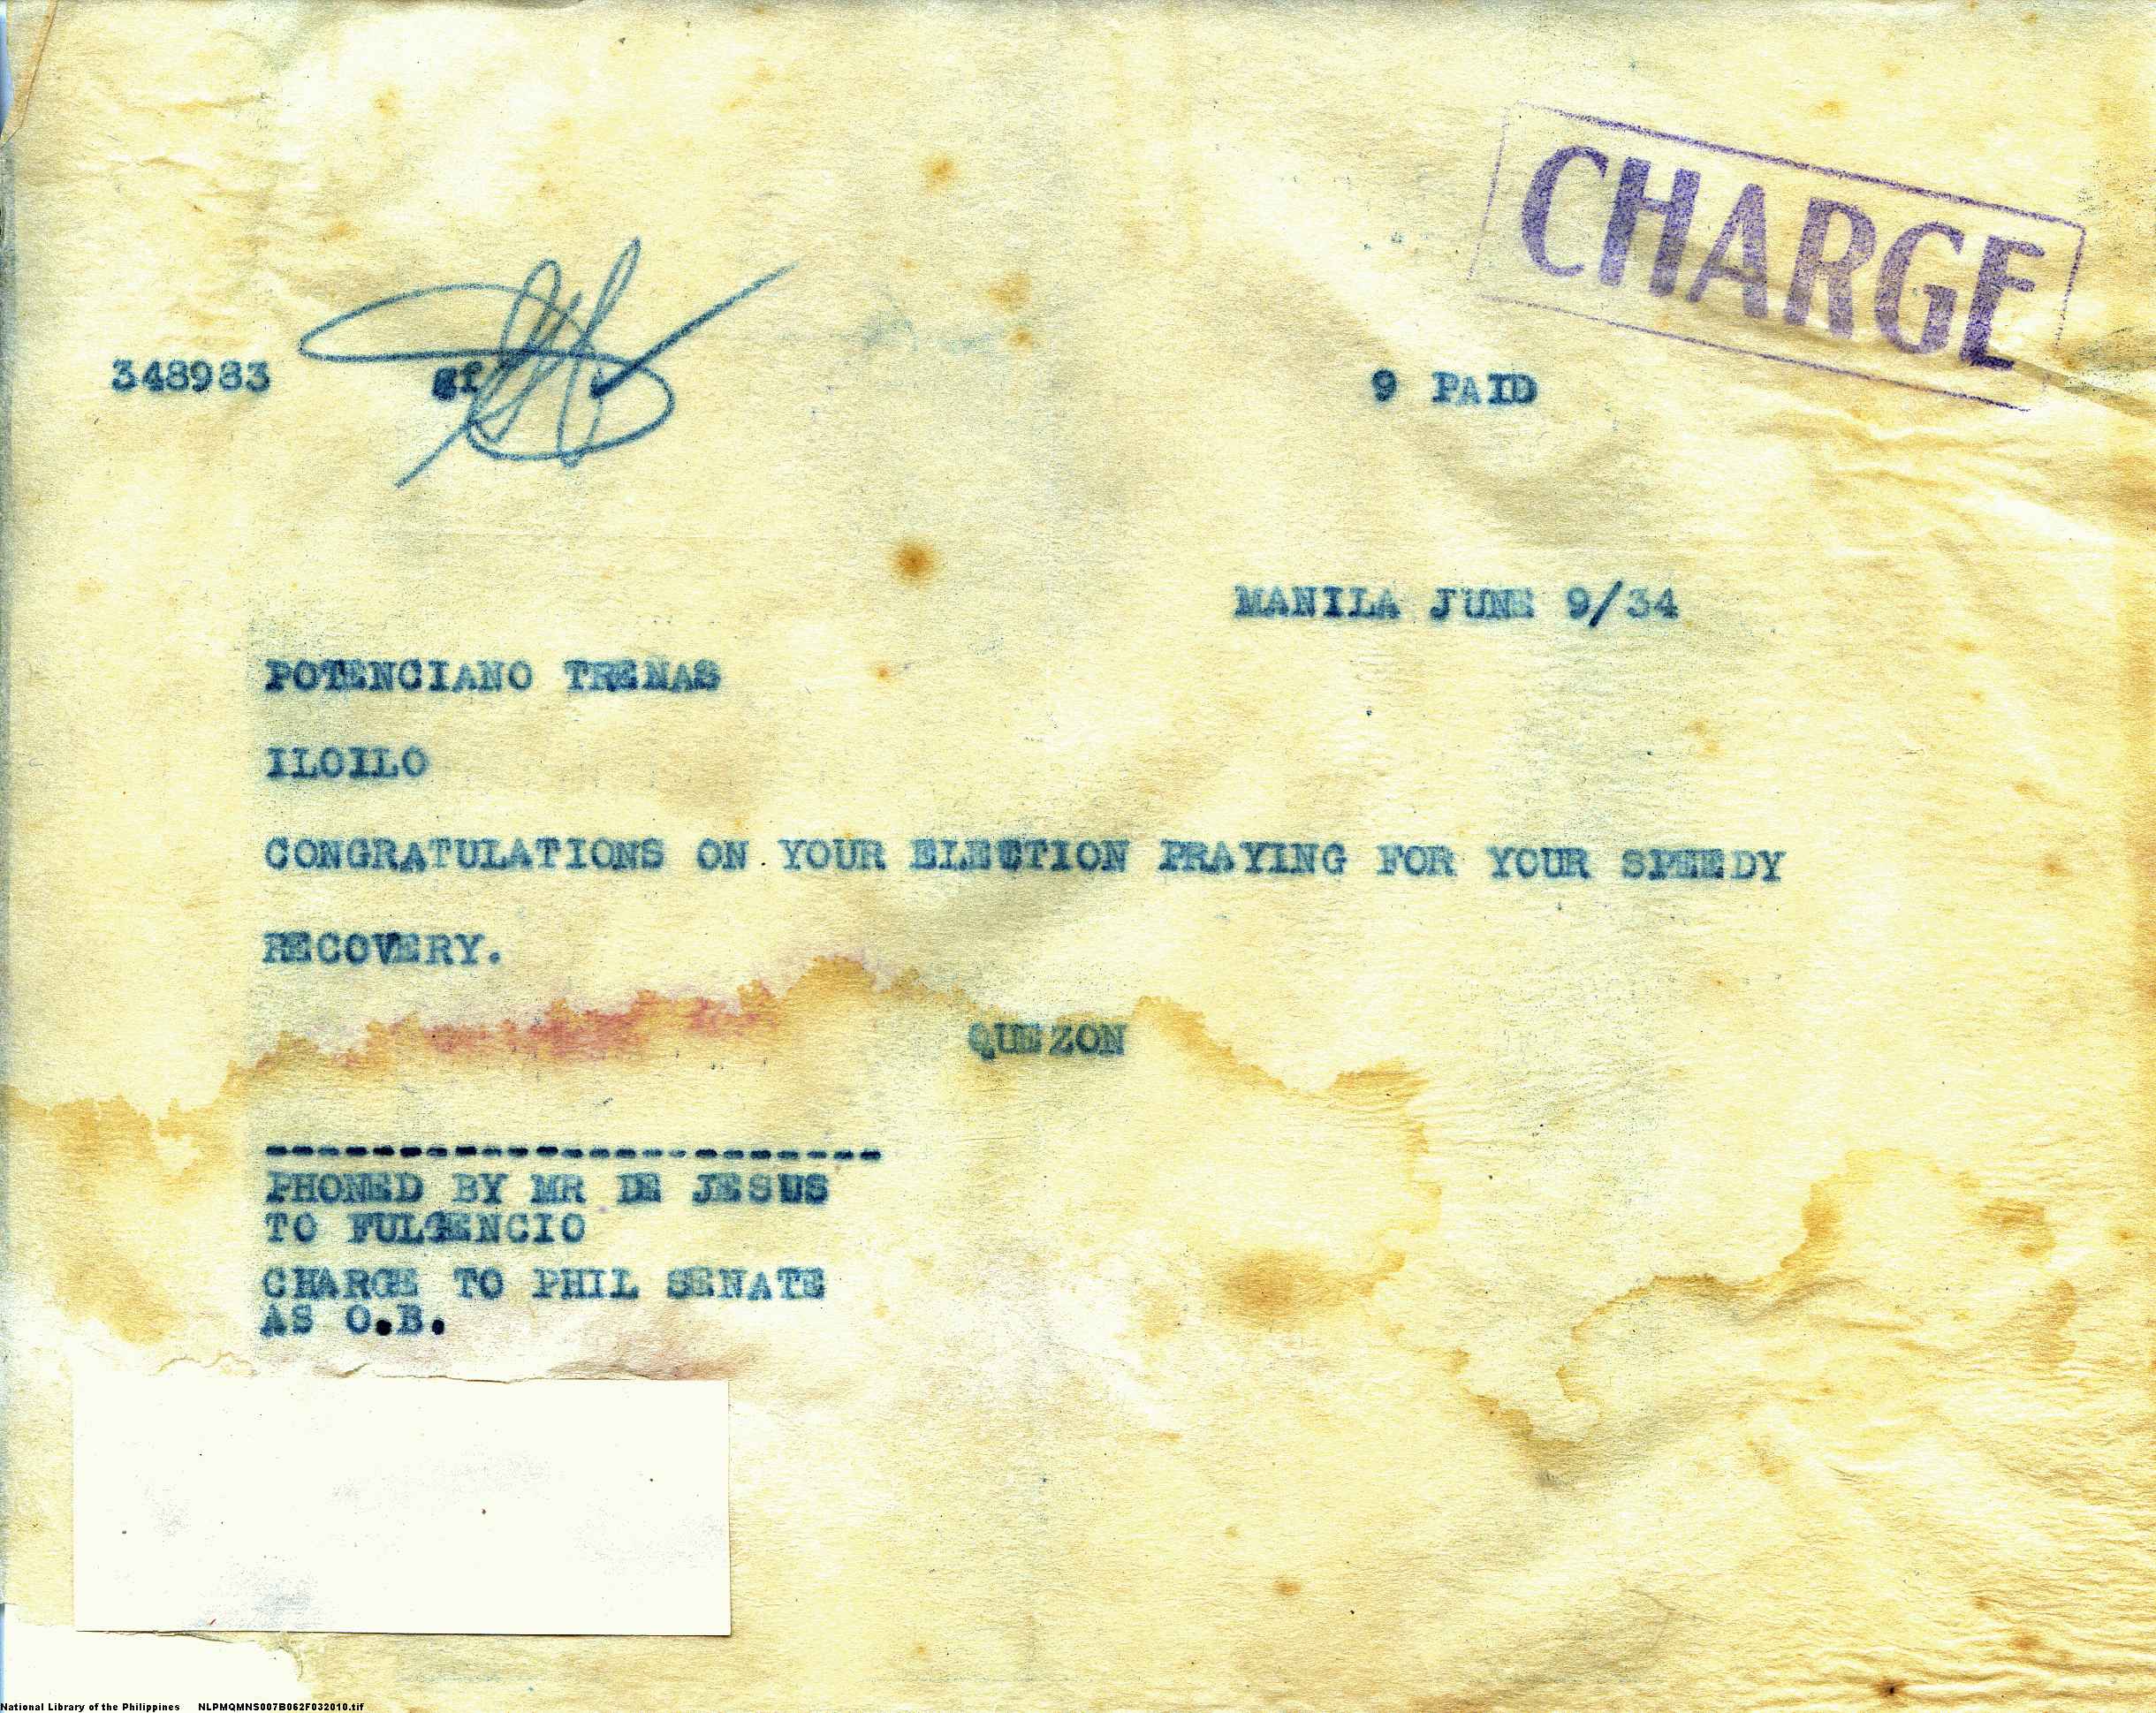 CHARGE
348983 gf 9 PAID
MANILA JUNE 9/34
POTENCIANO TRENAS
ILOILO
CONGRATULATIONS ON YOUR ELECTION PRAYING FOR YOUR SPEEDY
RECOVERY.
QUEZON
-----------------------
PHONED BY MR DE JESUS
TO FULGENCIO
CHARGE TO PHIL SENATE
AS O.B.
National Library of the Philippines NLPMQMNS007B062F032010.tif